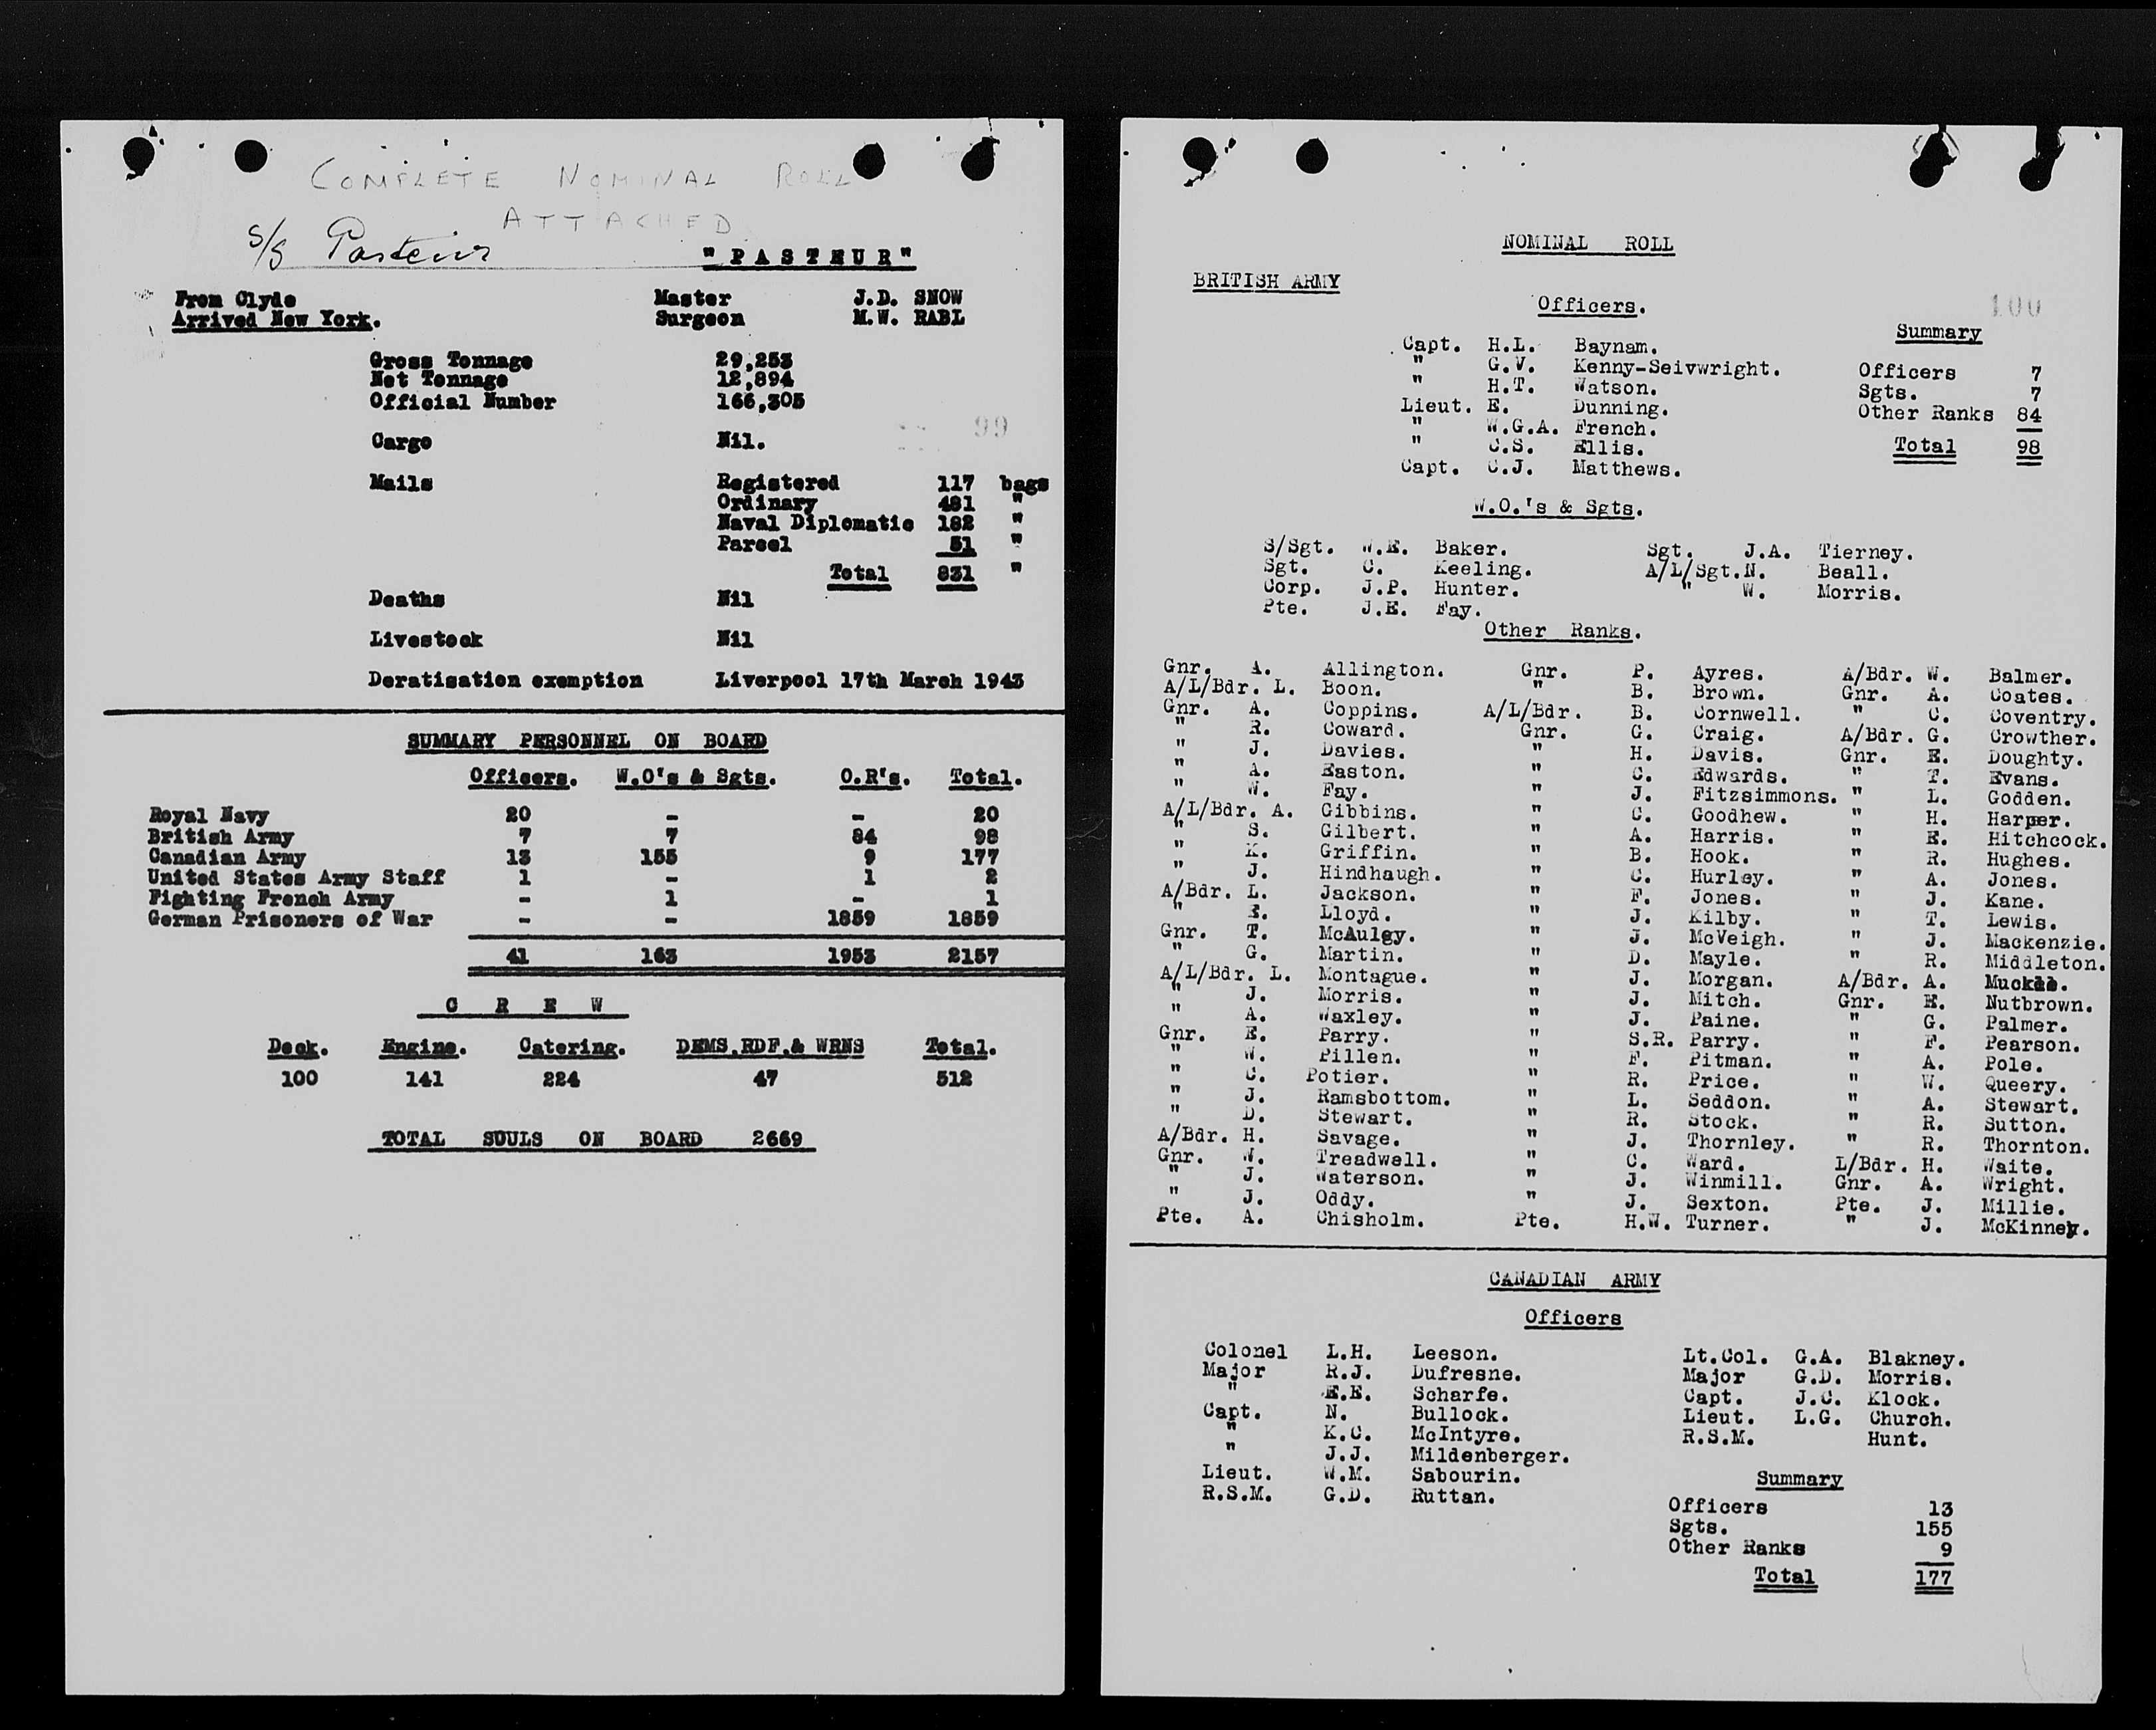 COMPLETE NOMINAL ROLL
ATTACHED
S/S Pasteur "PASTEUR"
From Clyde Master J.D. SNOW
Arrived New York. Surgeon M.W. RABL
Gross Tonnage 29,253
Net Tonnage 12,894
Official Number 166,305
99
Cargo Nil.
Mails Registered 117 bags
Ordinary 481 "
Naval Diplomatic 182 "
Parcel 51 "
Total 831 "
Deaths Nil
Livestock Nil
Deratisation exemption Liverpool 17th March 1943
SUMMARY PERSONNEL ON BOARD
Officers. W.O's & Sgts. O.R's. Total.
Royal Navy 20 - - 20
British Army 7 7 84 98
Canadian Army 13 155 9 177
United States Army Staff 1 - 1 2
Fighting French Army - 1 - 1
German Prisoners of War - - 1859 1859
41 163 1953 2157
C R E W
Deck. Engine. Catering. DEMS.RDF.& WRNS Total.
100 141 224 47 512
TOTAL SOULS ON BOARD 2669
NOMINAL ROLL
BRITISH ARMY
100
Officers.
Summary
Capt. H.L. Baynam.
" G.V. Kenny-Seivwright. Officers 7
" H.T. Watson. Sgts. 7
Lieut. E. Dunning. Other Ranks 84
" W.G.A. French.
" C.S. Ellis. Total 98
Capt. C.J. Matthews.
W.O.'s & Sgts.
S/Sgt. W.E. Baker. Sgt. J.A. Tierney.
Sgt. C. Keeling. A/L/Sgt.N. Beall.
Corp. J.P. Hunter. " W. Morris.
Pte. J.E. Fay.
Other Ranks.
Gnr. A. Allington. Gnr. P. Ayres. A/Bdr. W. Balmer.
A/L/Bdr. L. Boon. " B. Brown. Gnr. A. Coates.
Gnr. A. Coppins. A/L/Bdr. B. Cornwell. " C. Coventry.
" R. Coward. Gnr. G. Craig. A/Bdr. G. Crowther.
" J. Davies. " H. Davis. Gnr. E. Doughty.
" A. Easton. " C. Edwards. " T. Evans.
" W. Fay. " J. Fitzsimmons. " L. Godden.
A/L/Bdr. A. Gibbins. " C. Goodhew. " H. Harper.
" S. Gilbert. " A. Harris. " E. Hitchcock.
" K. Griffin. " B. Hook. " R. Hughes.
" J. Hindhaugh. " C. Hurley. " A. Jones.
A/Bdr. L. Jackson. " F. Jones. " J. Kane.
" E. Lloyd. " J. Kilby. " T. Lewis.
Gnr. T. McAuley. " J. McVeigh. " J. Mackenzie.
" G. Martin. " D. Mayle. " R. Middleton.
A/L/Bdr. L. Montague. " J. Morgan. A/Bdr. A.
" J. Morris. " J. Mitch. Gnr. E. Nutbrown.
" A. Waxley. " J. Paine. " G. Palmer.
Gnr. E. Parry. " S.R. Parry. " F. Pearson.
" W. Pillen. " F. Pitman. " A. Pole.
" C. Potier. " R. Price. " W. Queery.
" J. Ramsbottom. " L. Seddon. " A. Stewart.
" D. Stewart. " R. Stock. " R. Sutton.
A/Bdr. H. Savage. " J. Thornley. " R. Thornton.
Gnr. W. Treadwell. " C. Ward. L/Bdr. H. Waite.
" J. Waterson. " J. Winmill. Gnr. A. Wright.
" J. Oddy. " J. Sexton. Pte. J. Millie.
Pte. A. Chisholm. Pte. H.W. Turner. " J. McKinney.
CANADIAN ARMY
Officers
Colonel L.H. Leeson. Lt.Col. G.A. Blakney.
Major R.J. Dufresne. Major G.D. Morris.
" E.E. Scharfe. Capt. J.C. Klock.
Capt. N. Bullock. Lieut. L.G. Church.
" K.C. McIntyre. R.S.M. Hunt.
" J.J. Mildenberger.
Lieut. W.M. Sabourin. Summary
R.S.M. G.D. Ruttan. Officers 13
Sgts. 155
Other Ranks 9
Total 177